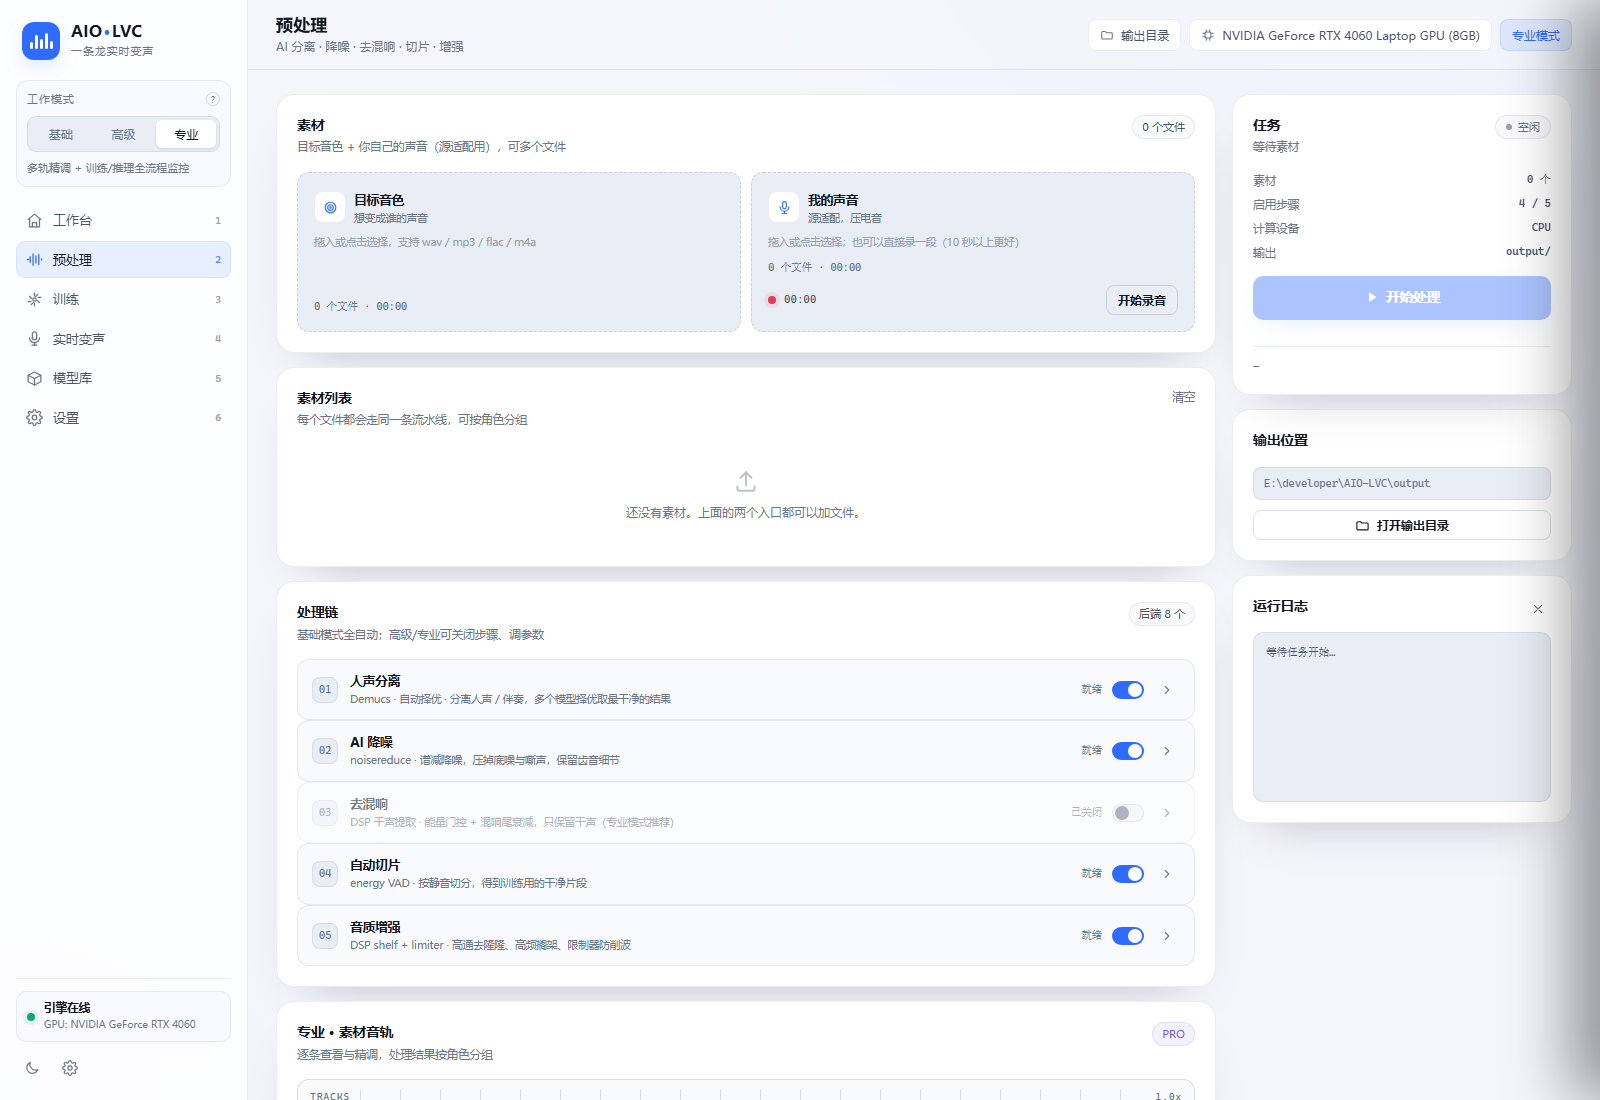 AIO•LVC
一条龙实时变声
工作模式
?
基础
高级
专业
多轨精调 + 训练/推理全流程监控
工作台
1
预处理
2
训练
3
实时变声
4
模型库
5
设置
6
引擎在线
GPU: NVIDIA GeForce RTX 4060
预处理
AI 分离 · 降噪 · 去混响 · 切片 · 增强
输出目录
NVIDIA GeForce RTX 4060 Laptop GPU (8GB)
专业模式
素材
目标音色 + 你自己的声音（源适配用），可多个文件
0 个文件
目标音色
想变成谁的声音
拖入或点击选择，支持 wav / mp3 / flac / m4a
0 个文件 · 00:00
我的声音
源适配，压电音
拖入或点击选择；也可以直接录一段（10 秒以上更好）
0 个文件 · 00:00
00:00
开始录音
素材列表
每个文件都会走同一条流水线，可按角色分组
清空
还没有素材。上面的两个入口都可以加文件。
处理链
基础模式全自动；高级/专业可关闭步骤、调参数
后端 8 个
01
人声分离
Demucs · 自动择优 · 分离人声 / 伴奏，多个模型择优取最干净的结果
就绪
02
AI 降噪
noisereduce · 谱减降噪，压掉底噪与嘶声，保留齿音细节
就绪
03
去混响
DSP 干声提取 · 能量门控 + 混响尾衰减，只保留干声（专业模式推荐）
已关闭
04
自动切片
energy VAD · 按静音切分，得到训练用的干净片段
就绪
05
音质增强
DSP shelf + limiter · 高通去隆隆、高频搁架、限制器防削波
就绪
专业 • 素材音轨
逐条查看与精调，处理结果按角色分组
PRO
TRACKS
1.0x
任务
等待素材
空闲
素材
0 个
启用步骤
4 / 5
计算设备
CPU
输出
output/
开始处理
—
输出位置
E:\developer\AIO-LVC\output
打开输出目录
运行日志
等待任务开始…